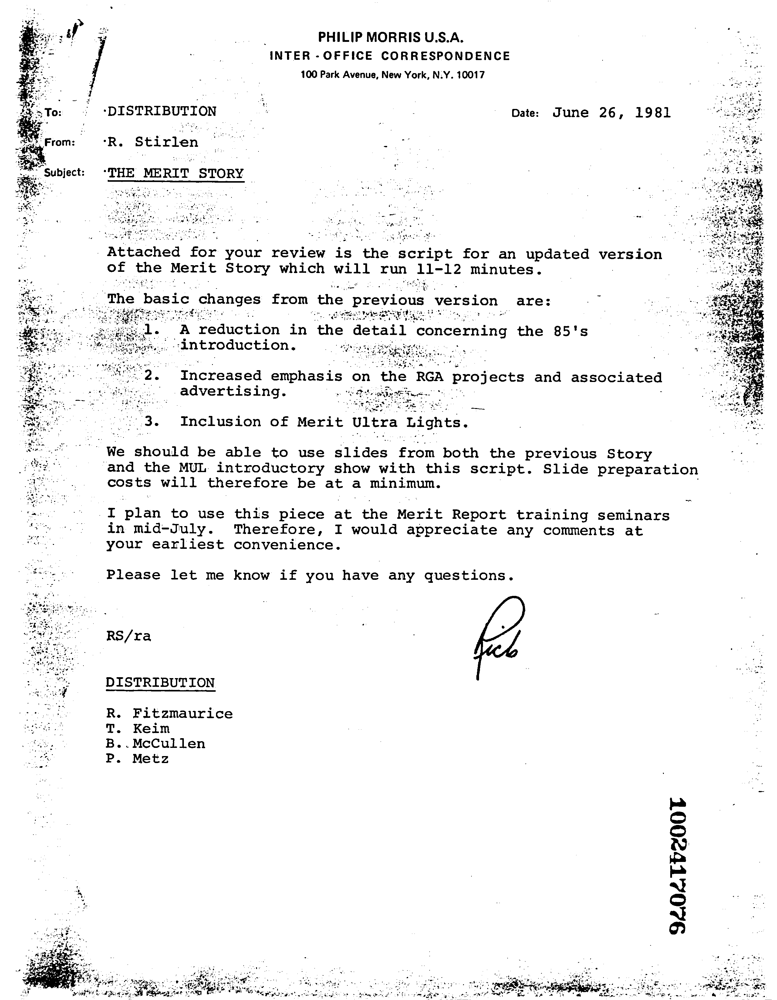 PHILIP MORRIS U.S.A.
INTER - OFFICE CORRESPONDENCE
100 Park Avenue, New York, N.Y. 10017
To: DISTRIBUTION Date: June 26, 1981
From: R. Stirlen
Subject: THE MERIT STORY
Attached for your review is the script for an updated version
of the Merit Story which will run 11-12 minutes.
The basic changes from the previous version are:
1. A reduction in the detail concerning the 85's
introduction.
2. Increased emphasis on the RGA projects and associated
advertising.
3. Inclusion of Merit Ultra Lights.
We should be able to use slides from both the previous Story
and the MUL introductory show with this script. Slide preparation
costs will therefore be at a minimum.
I plan to use this piece at the Merit Report training seminars
in mid-July. Therefore, I would appreciate any comments at
your earliest convenience.
Please let me know if you have any questions.
RS/ra
Rick
DISTRIBUTION
R. Fitzmaurice
T. Keim
B. McCullen
P. Metz
1002417076